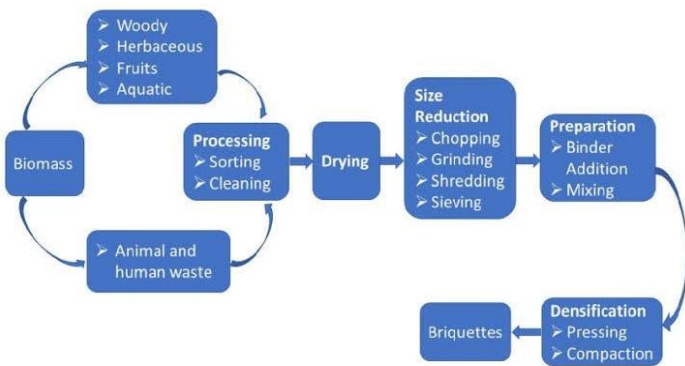 Biomass
➢ Woody
➢ Herbaceous
➢ Fruits
➢ Aquatic
➢ Animal and
human waste
Processing
➢ Sorting
➢ Cleaning
Drying
Size
Reduction
➢ Chopping
➢ Grinding
➢ Shredding
➢ Sieving
Preparation
➢ Binder
Addition
➢ Mixing
Densification
➢ Pressing
➢ Compaction
Briquettes